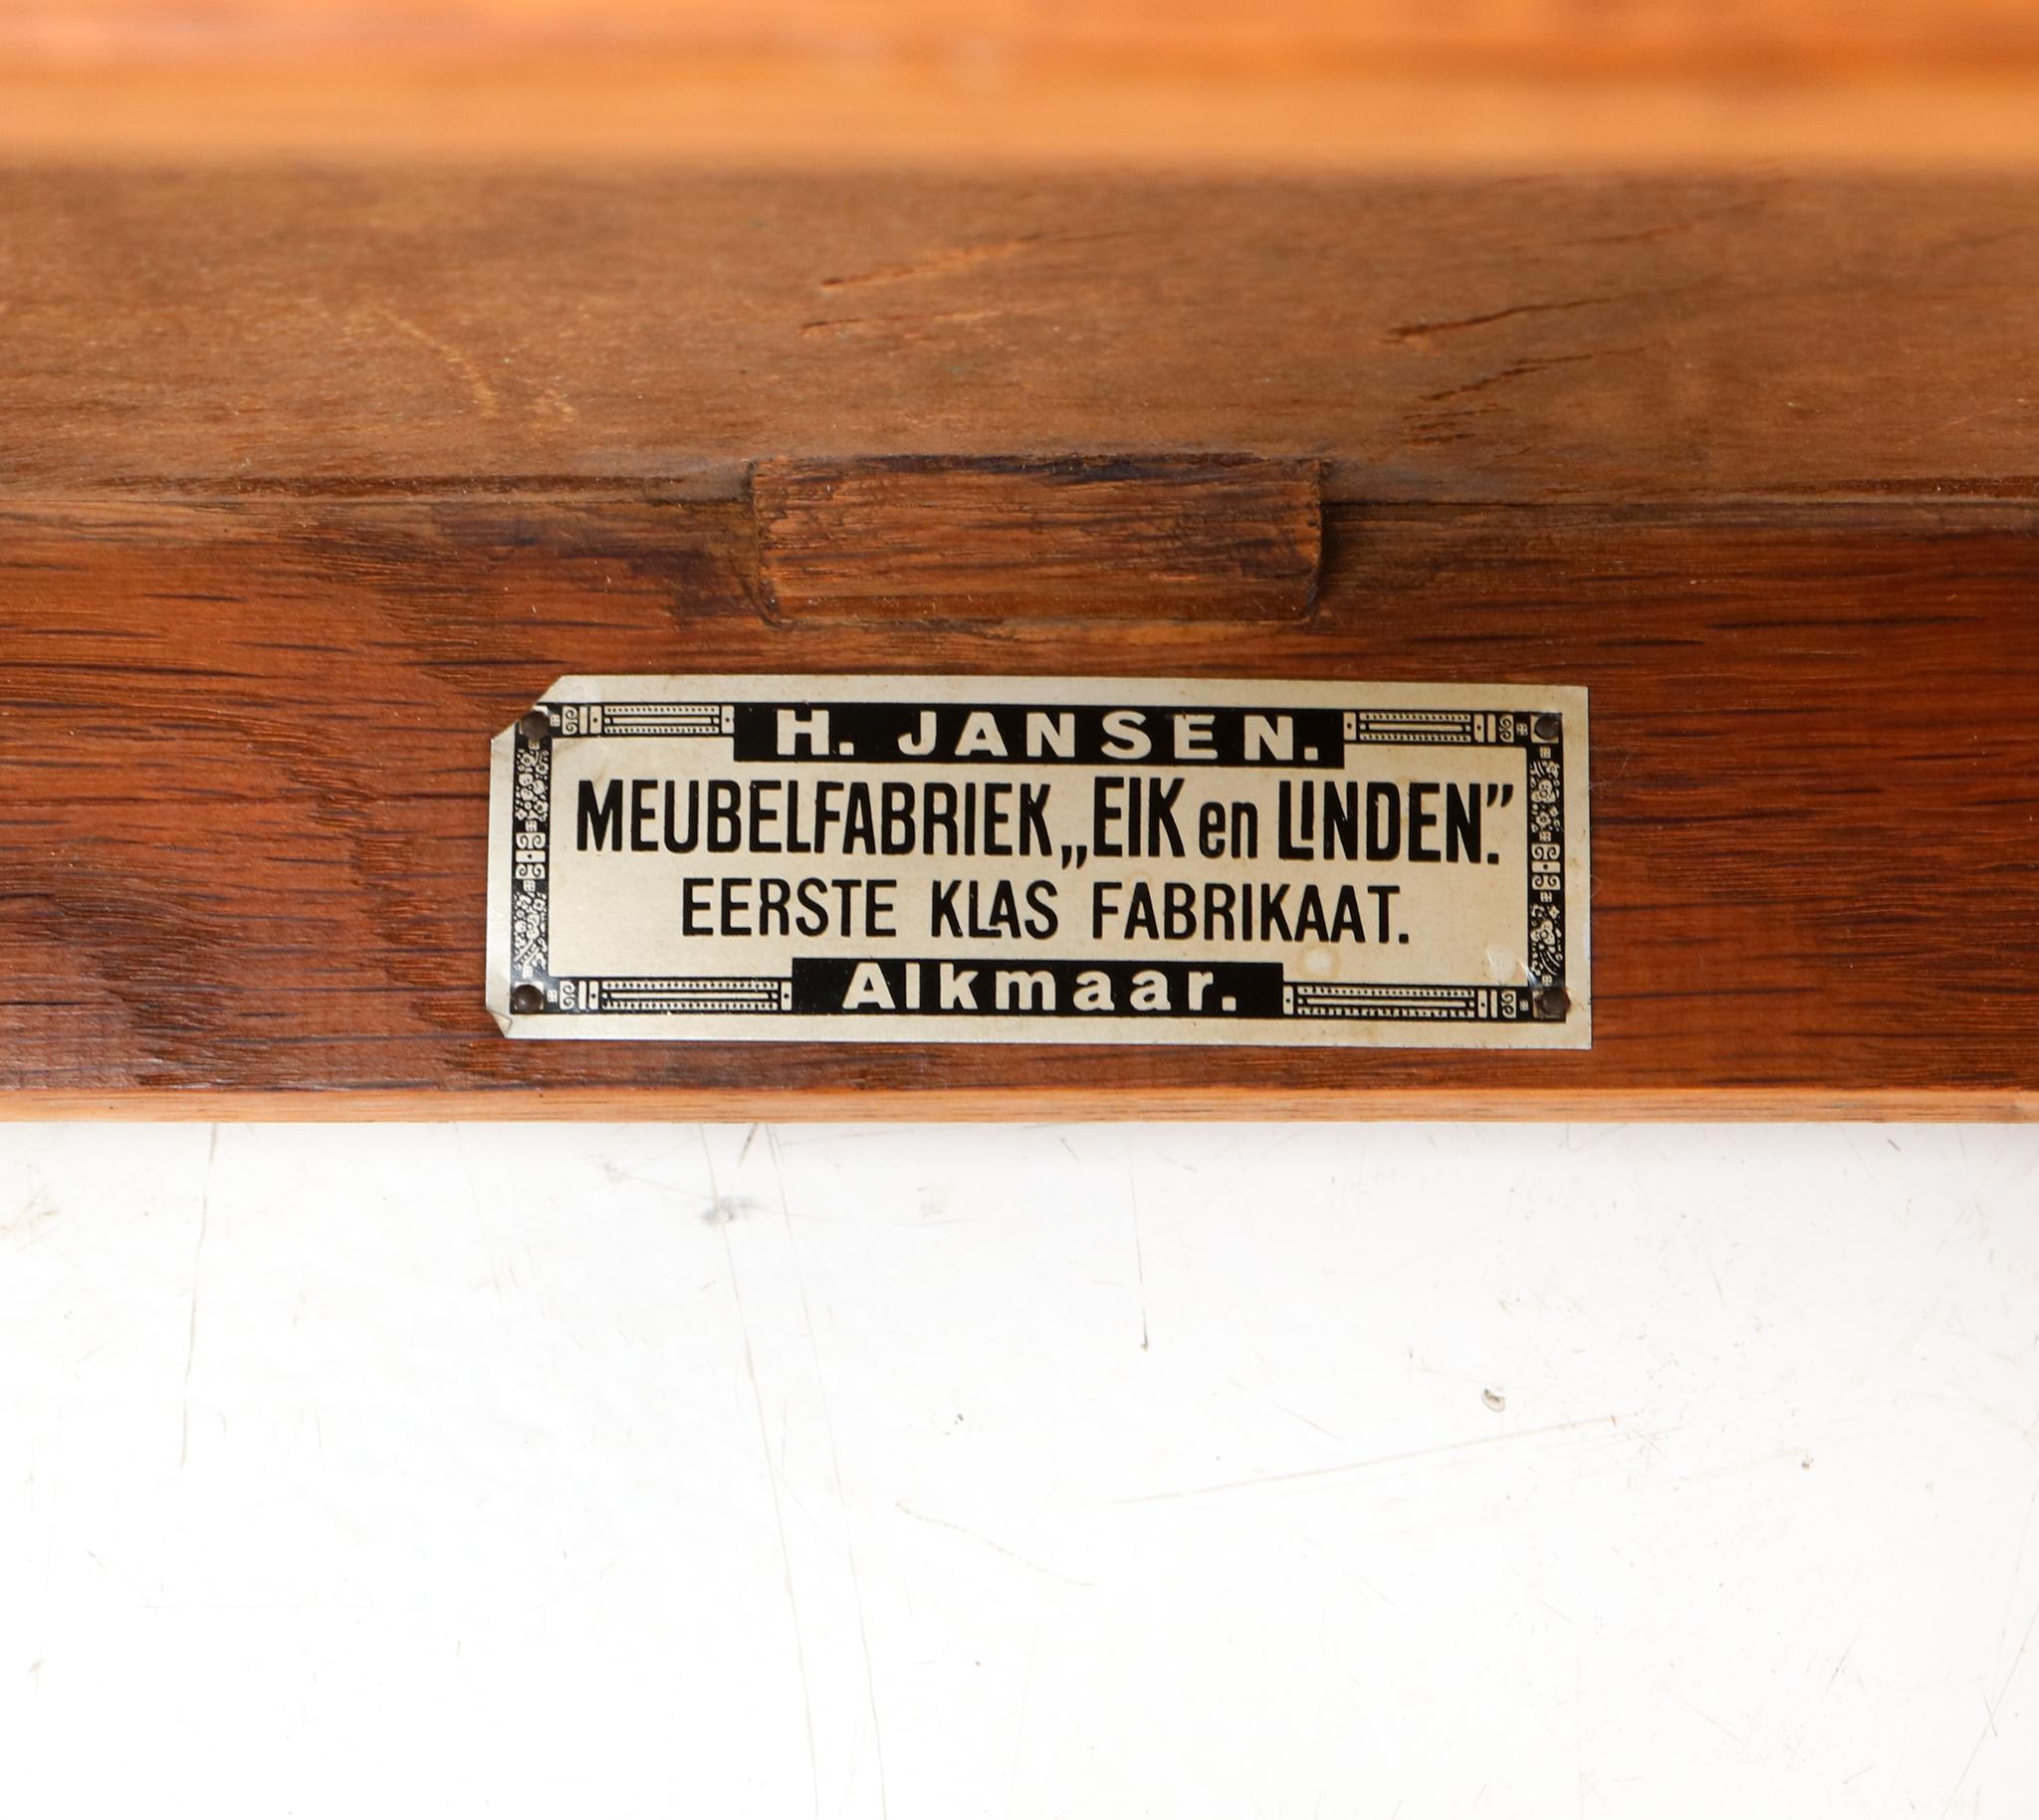 H. JANSEN.
MEUBELFABRIEK „EIK en LINDEN.”
EERSTE KLAS FABRIKAAT.
Alkmaar.